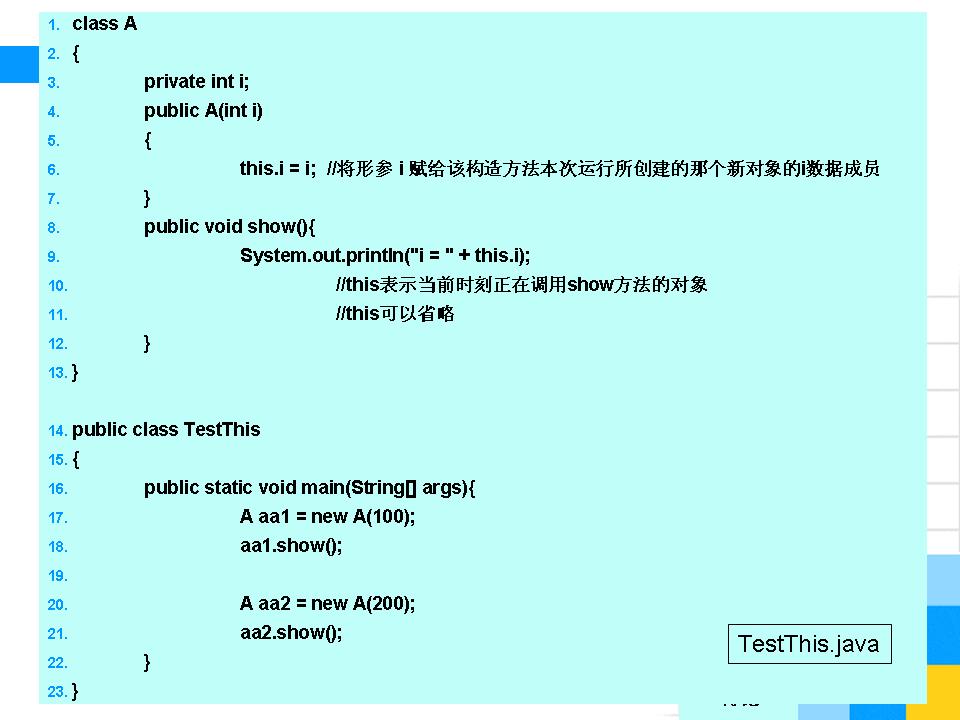 1. class A
2. {
3. private int i;
4. public A(int i)
5. {
6. this.i = i; //将形参 i 赋给该构造方法本次运行所创建的那个新对象的i数据成员
7. }
8. public void show(){
9. System.out.println("i = " + this.i);
10. //this表示当前时刻正在调用show方法的对象
11. //this可以省略
12. }
13. }
14. public class TestThis
15. {
16. public static void main(String[] args){
17. A aa1 = new A(100);
18. aa1.show();
19.
20. A aa2 = new A(200);
21. aa2.show();
22. }
23. }
TestThis.java